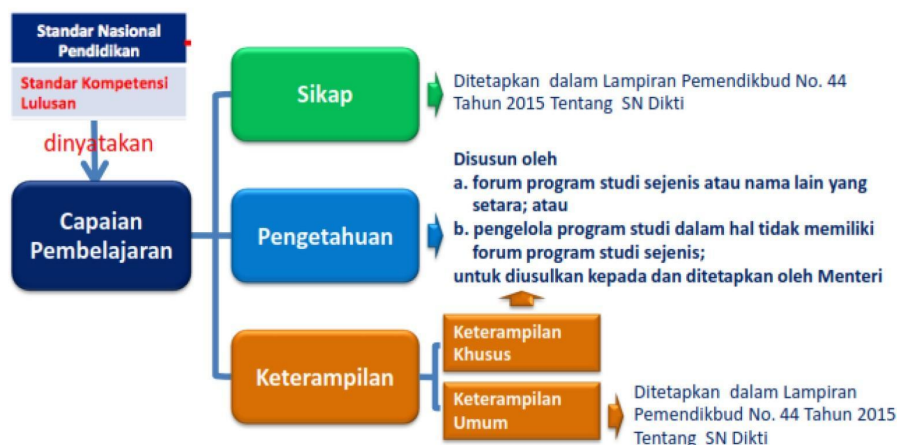 Standar Nasional
Pendidikan
Standar Kompetensi
Lulusan
dinyatakan
Capaian
Pembelajaran
Sikap
Ditetapkan dalam Lampiran Pemendikbud No. 44
Tahun 2015 Tentang SN Dikti
Pengetahuan
Disusun oleh
a. forum program studi sejenis atau nama lain yang
setara; atau
b. pengelola program studi dalam hal tidak memiliki
forum program studi sejenis;
untuk diusulkan kepada dan ditetapkan oleh Menteri
Keterampilan
Keterampilan
Khusus
Keterampilan
Umum
Ditetapkan dalam Lampiran
Pemendikbud No. 44 Tahun 2015
Tentang SN Dikti